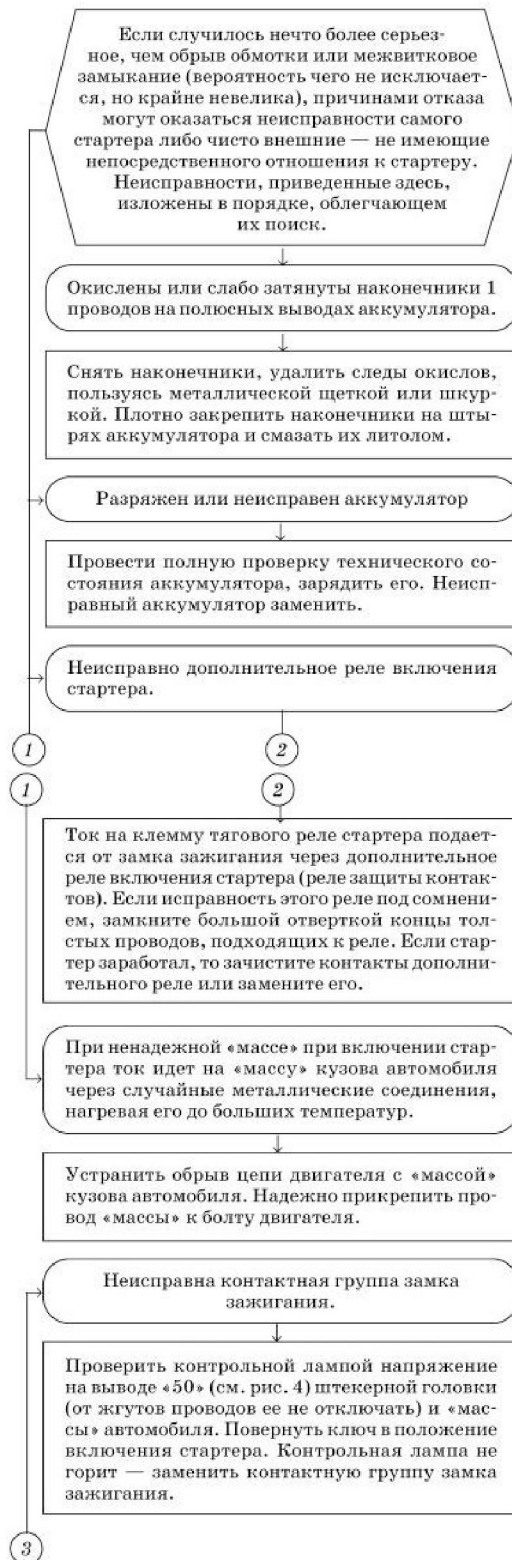 Если случилось нечто более серьез-
ное, чем обрыв обмотки или межвитковое
замыкание (вероятность чего не исключает-
ся, но крайне невелика), причинами отказа
могут оказаться неисправности самого
стартера либо чисто внешние — не имеющие
непосредственного отношения к стартеру.
Неисправности, приведенные здесь,
изложены в порядке, облегчающем
их поиск.
Окислены или слабо затянуты наконечники 1
проводов на полюсных выводах аккумулятора.
Снять наконечники, удалить следы окислов,
пользуясь металлической щеткой или шкур-
кой. Плотно закрепить наконечники на шты-
рях аккумулятора и смазать их литолом.
Разряжен или неисправен аккумулятор
Провести полную проверку технического со-
стояния аккумулятора, зарядить его. Неисп-
равный аккумулятор заменить.
Неисправно дополнительное реле включения
стартера.
1 2
1 2
Ток на клемму тягового реле стартера подает-
ся от замка зажигания через дополнительное
реле включения стартера (реле защиты контак-
тов). Если исправность этого реле под сомнени-
ем, замкните большой отверткой концы тол-
стых проводов, подходящих к реле. Если стар-
тер заработал, то зачистите контакты дополни-
тельного реле или замените его.
При ненадежной «массе» при включении стар-
тера ток идет на «массу» кузова автомобиля
через случайные металлические соединения,
нагревая его до больших температур.
Устранить обрыв цепи двигателя с «массой»
кузова автомобиля. Надежно прикрепить про-
вод «массы» к болту двигателя.
Неисправна контактная группа замка
зажигания.
Проверить контрольной лампой напряжение
на выводе «50» (см. рис. 4) штекерной головки
(от жгутов проводов ее не отключать) и «мас-
сы» автомобиля. Повернуть ключ в положение
включения стартера. Контрольная лампа не
горит — заменить контактную группу замка
зажигания.
3